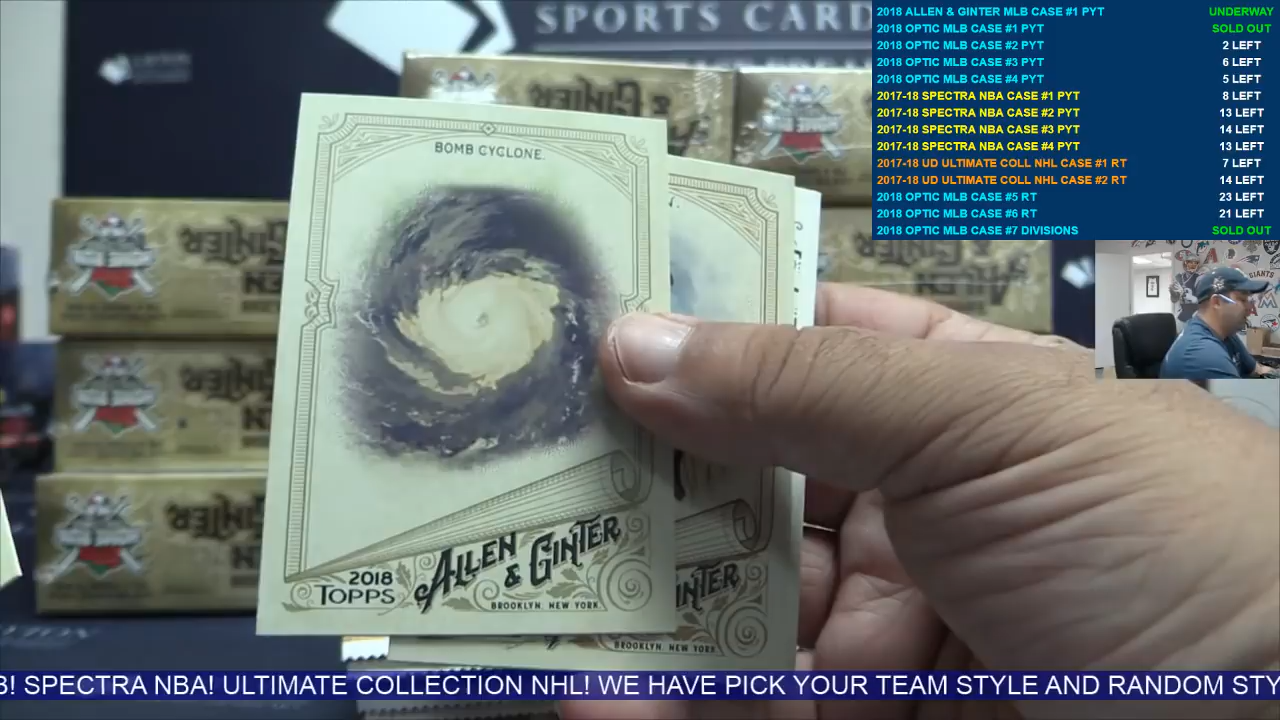 SPORTS CARD
2018 ALLEN & GINTER MLB CASE #1 PYT UNDERWAY
2018 OPTIC MLB CASE #1 PYT SOLD OUT
2018 OPTIC MLB CASE #2 PYT 2 LEFT
2018 OPTIC MLB CASE #3 PYT 6 LEFT
2018 OPTIC MLB CASE #4 PYT 5 LEFT
2017-18 SPECTRA NBA CASE #1 PYT 8 LEFT
2017-18 SPECTRA NBA CASE #2 PYT 13 LEFT
2017-18 SPECTRA NBA CASE #3 PYT 14 LEFT
2017-18 SPECTRA NBA CASE #4 PYT 13 LEFT
2017-18 UD ULTIMATE COLL NHL CASE #1 RT 7 LEFT
2017-18 UD ULTIMATE COLL NHL CASE #2 RT 14 LEFT
2018 OPTIC MLB CASE #5 RT 23 LEFT
2018 OPTIC MLB CASE #6 RT 21 LEFT
2018 OPTIC MLB CASE #7 DIVISIONS SOLD OUT
GIANTS
BOMB CYCLONE
2018
TOPPS
ALLEN
& GINTER
BROOKLYN, NEW YORK.
INTER
BROOKLYN, NEW YORK
B! SPECTRA NBA! ULTIMATE COLLECTION NHL! WE HAVE PICK YOUR TEAM STYLE AND RANDOM STY